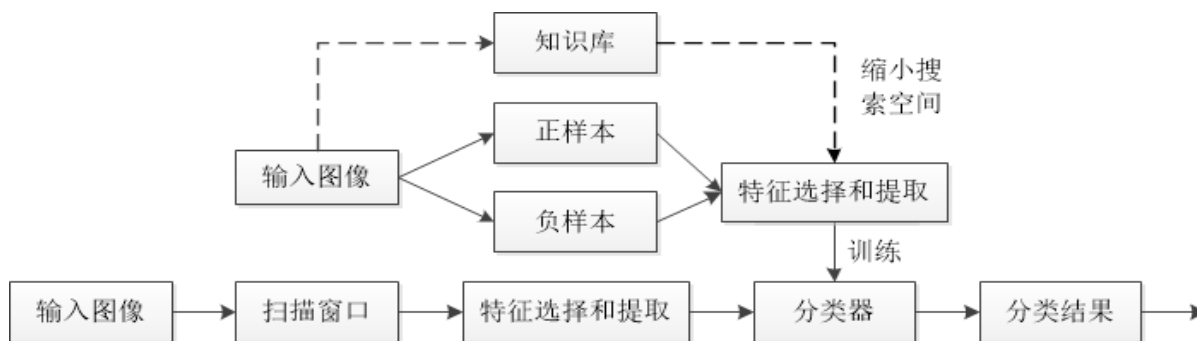 知识库
缩小搜
索空间
正样本
输入图像
特征选择和提取
负样本
训练
输入图像
扫描窗口
特征选择和提取
分类器
分类结果